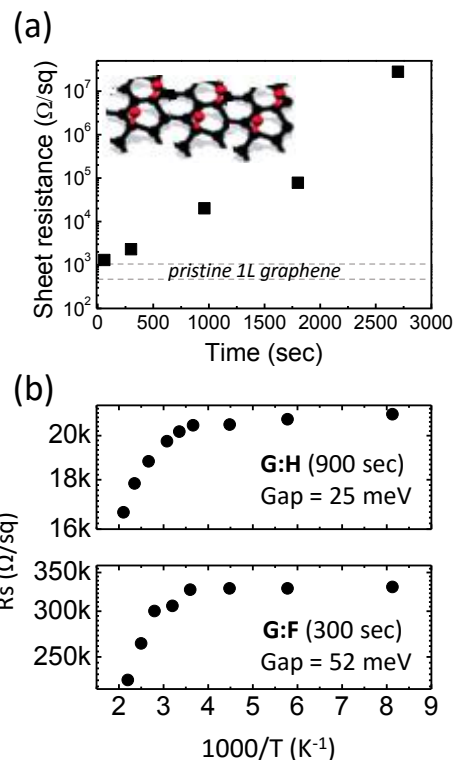 (a)
Sheet resistance (Ω/sq)
10⁷
10⁶
10⁵
10⁴
10³
10²
pristine 1L graphene
0 500 1000 1500 2000 2500 3000
Time (sec)
(b)
Rs (Ω/sq)
20k
16k
G:H (900 sec)
Gap = 25 meV
350k
300k
250k
G:F (300 sec)
Gap = 52 meV
2 3 4 5 6 7 8 9
1000/T (K⁻¹)